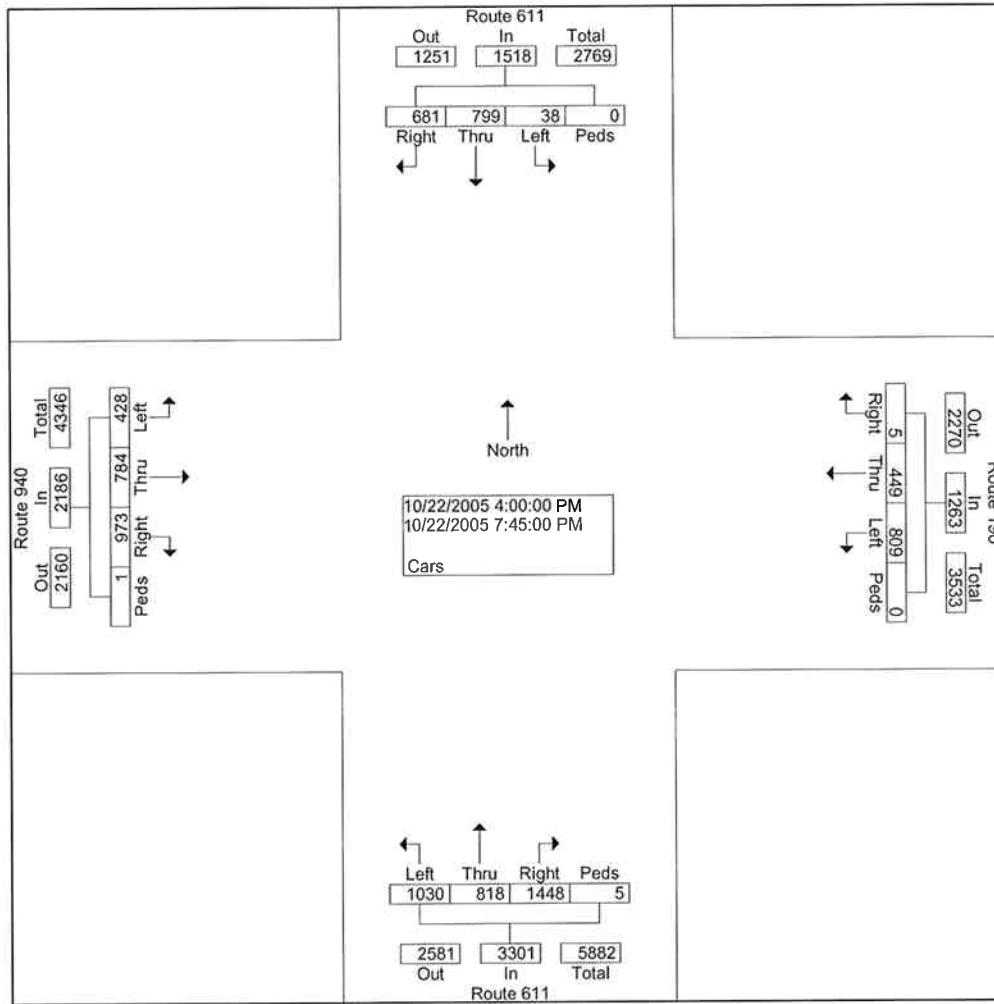 Route 611
Out In Total
1251 1518 2769
681 799 38 0
Right Thru Left Peds
Route 940
Total In Out
4346 2186 2160
428 784 973 1
Left Thru Right Peds
North
10/22/2005 4:00:00 PM
10/22/2005 7:45:00 PM
Cars
Right Thru Left Peds
5 449 809 0
Out In Total
2270 1263 3533
Left Thru Right Peds
1030 818 1448 5
2581 3301 5882
Out In Total
Route 611